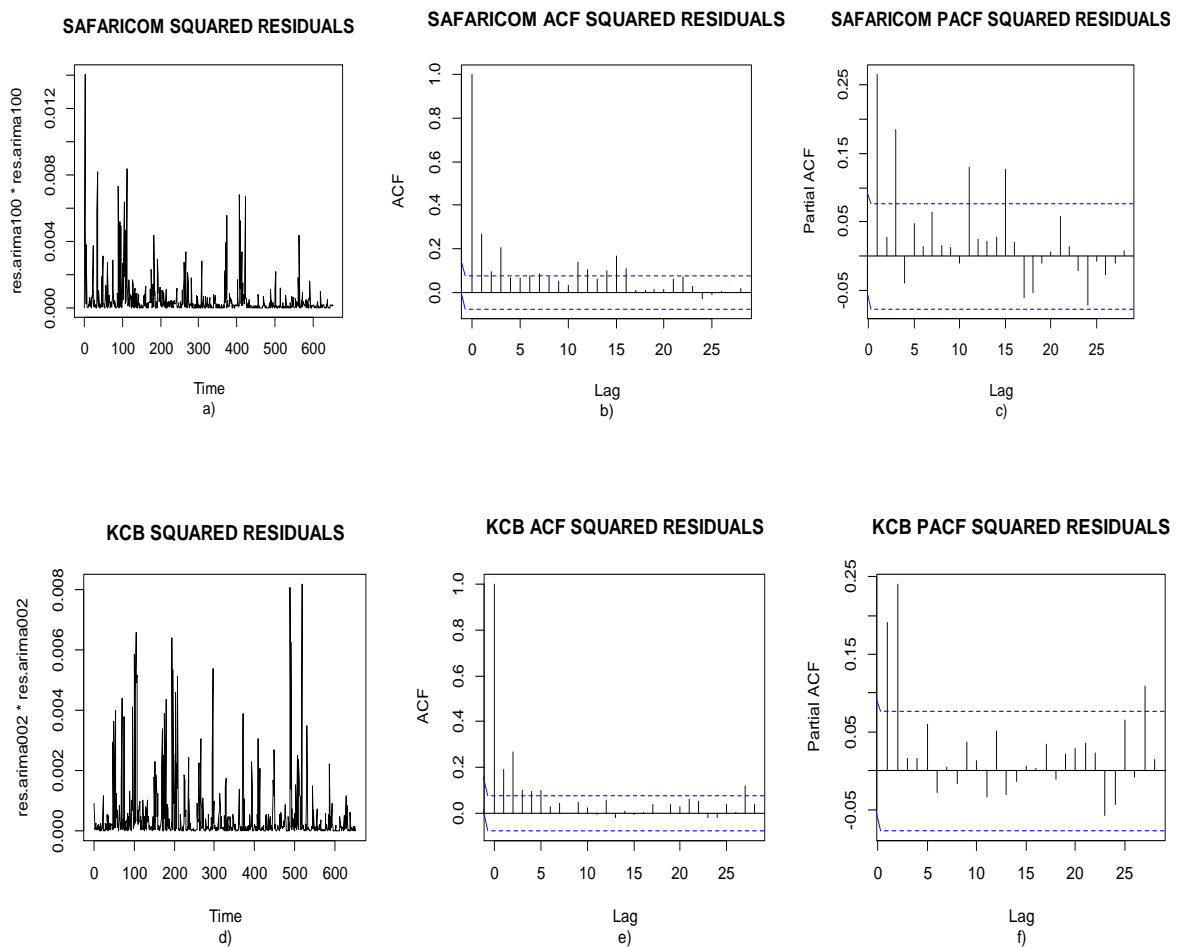 SAFARICOM SQUARED RESIDUALS
res.arima100 * res.arima100
0.000 0.004 0.008 0.012
0 100 200 300 400 500 600
Time
a)
SAFARICOM ACF SQUARED RESIDUALS
ACF
0.0 0.2 0.4 0.6 0.8 1.0
0 5 10 15 20 25
Lag
b)
SAFARICOM PACF SQUARED RESIDUALS
Partial ACF
-0.05 0.05 0.15 0.25
0 5 10 15 20 25
Lag
c)
KCB SQUARED RESIDUALS
res.arima002 * res.arima002
0.000 0.002 0.004 0.006 0.008
0 100 200 300 400 500 600
Time
d)
KCB ACF SQUARED RESIDUALS
ACF
0.0 0.2 0.4 0.6 0.8 1.0
0 5 10 15 20 25
Lag
e)
KCB PACF SQUARED RESIDUALS
Partial ACF
-0.05 0.05 0.15 0.25
0 5 10 15 20 25
Lag
f)